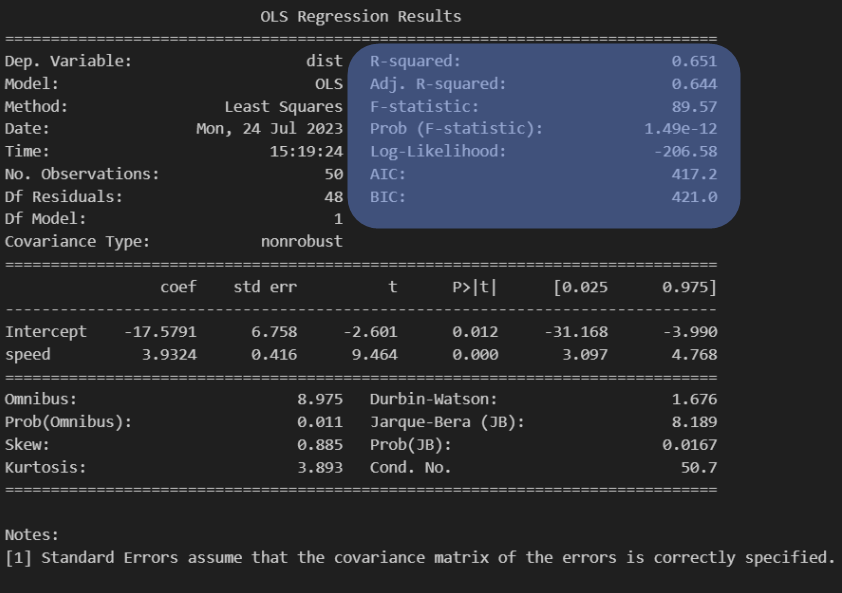 OLS Regression Results
==============================================================================
Dep. Variable:                   dist   R-squared:                       0.651
Model:                            OLS   Adj. R-squared:                  0.644
Method:                 Least Squares   F-statistic:                     89.57
Date:                Mon, 24 Jul 2023   Prob (F-statistic):           1.49e-12
Time:                        15:19:24   Log-Likelihood:                -206.58
No. Observations:                  50   AIC:                             417.2
Df Residuals:                      48   BIC:                             421.0
Df Model:                           1
Covariance Type:            nonrobust
==============================================================================
                 coef    std err          t      P>|t|      [0.025      0.975]
------------------------------------------------------------------------------
Intercept    -17.5791      6.758     -2.601      0.012     -31.168      -3.990
speed          3.9324      0.416      9.464      0.000       3.097       4.768
==============================================================================
Omnibus:                        8.975   Durbin-Watson:                   1.676
Prob(Omnibus):                  0.011   Jarque-Bera (JB):                8.189
Skew:                           0.885   Prob(JB):                       0.0167
Kurtosis:                       3.893   Cond. No.                         50.7
==============================================================================
Notes:
[1] Standard Errors assume that the covariance matrix of the errors is correctly specified.